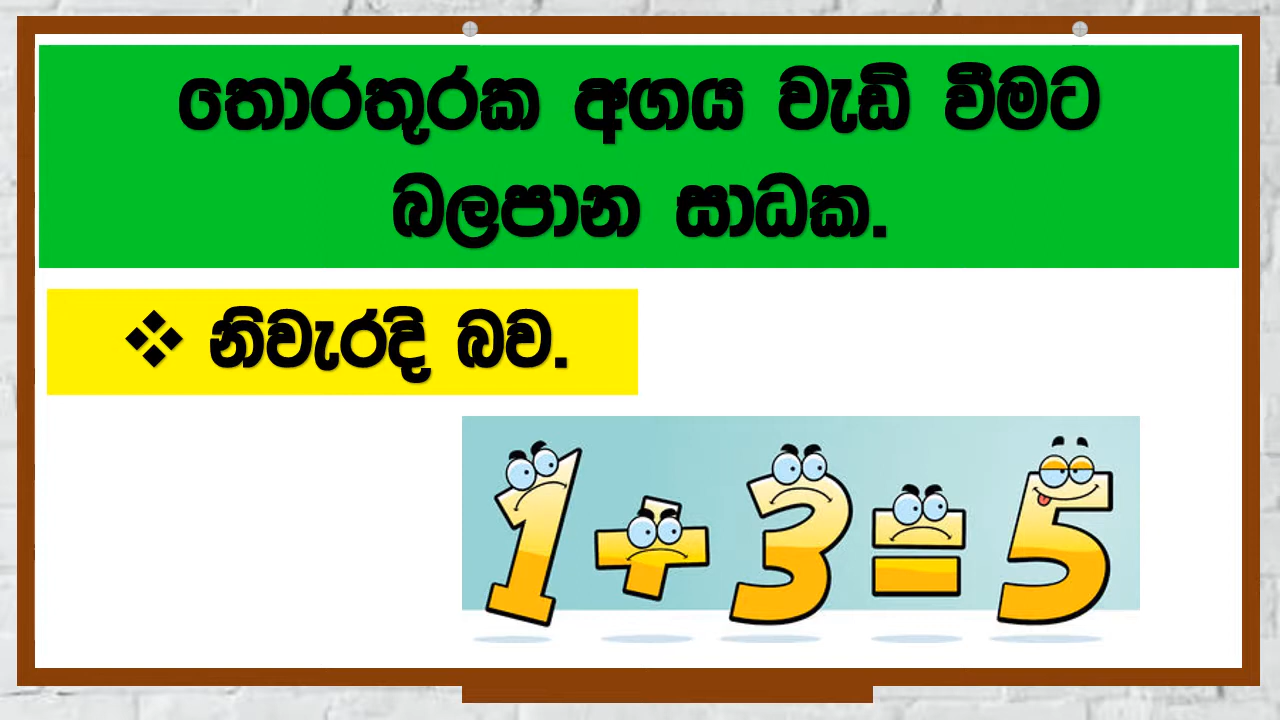 තොරතුරක අගය වැඩි වීමට
බලපාන සාධක.
❖ නිවැරදි බව.
1 + 3 = 5